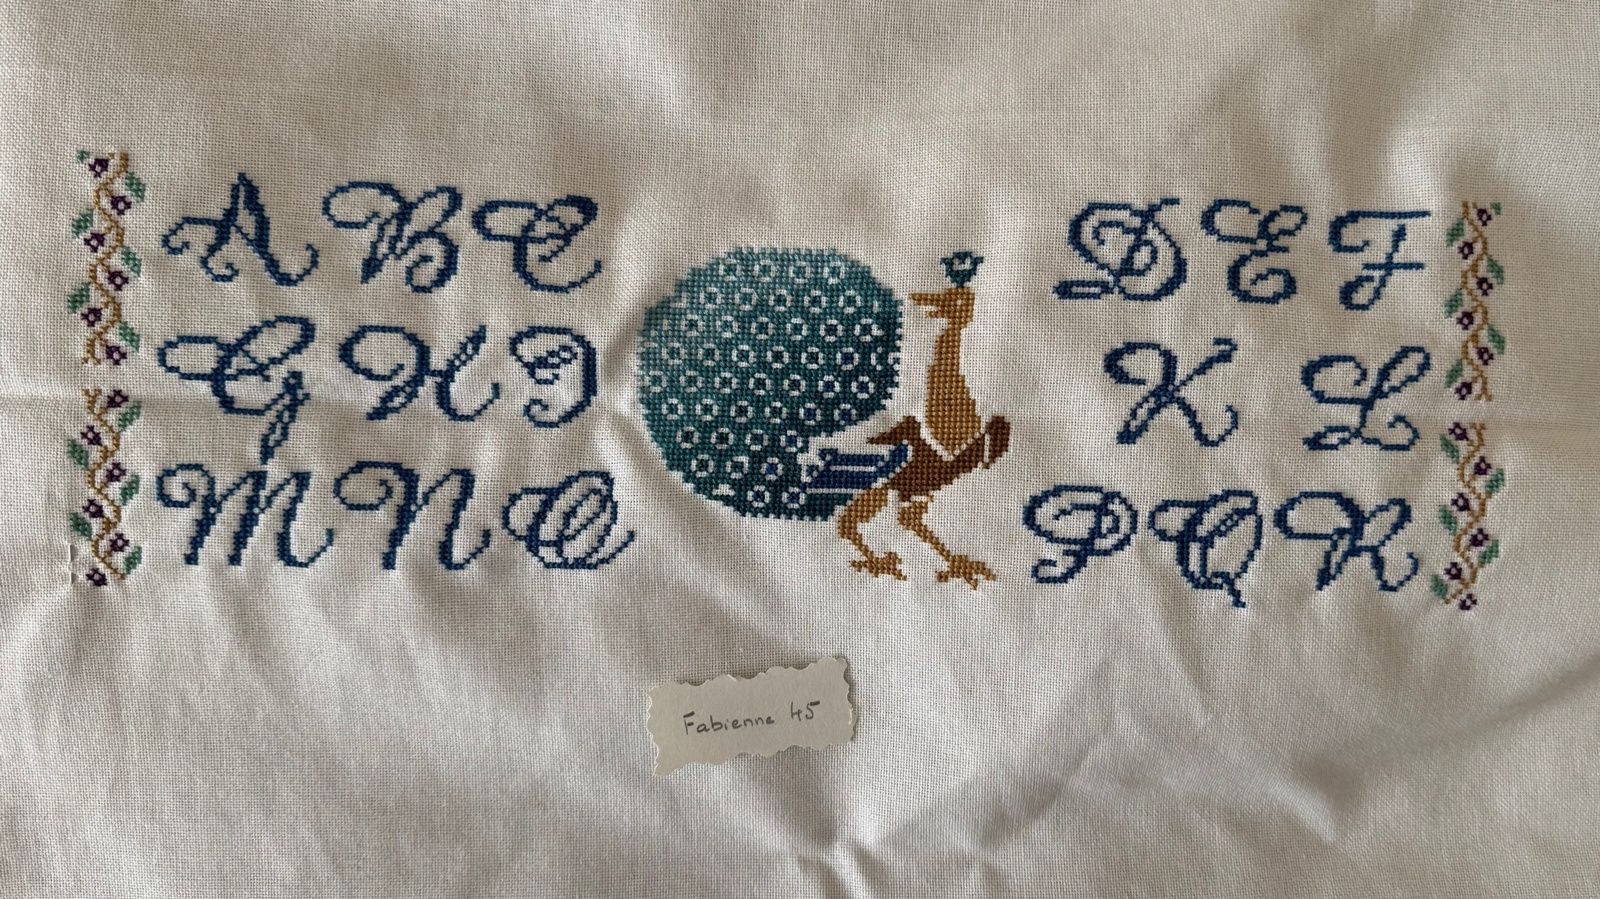 A B C D E F
G H I K L
M N O P Q R
Fabienne 45